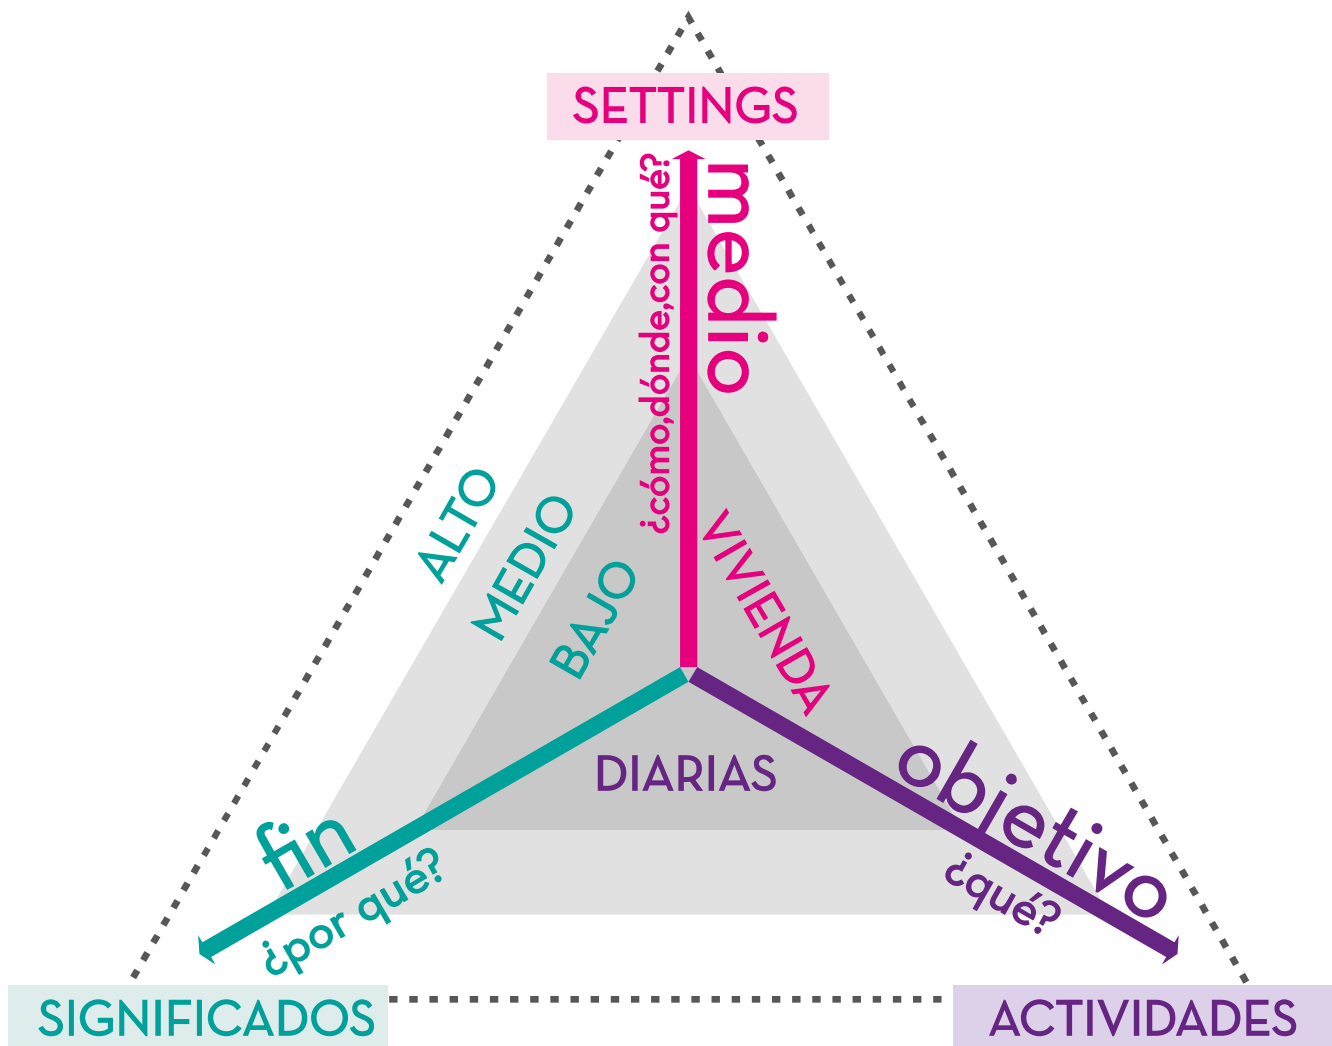 SETTINGS
¿cómo,dónde,con qué?
medio
ALTO
MEDIO
BAJO
VIVIENDA
DIARIAS
fin
¿por qué?
objetivo
¿qué?
SIGNIFICADOS
ACTIVIDADES